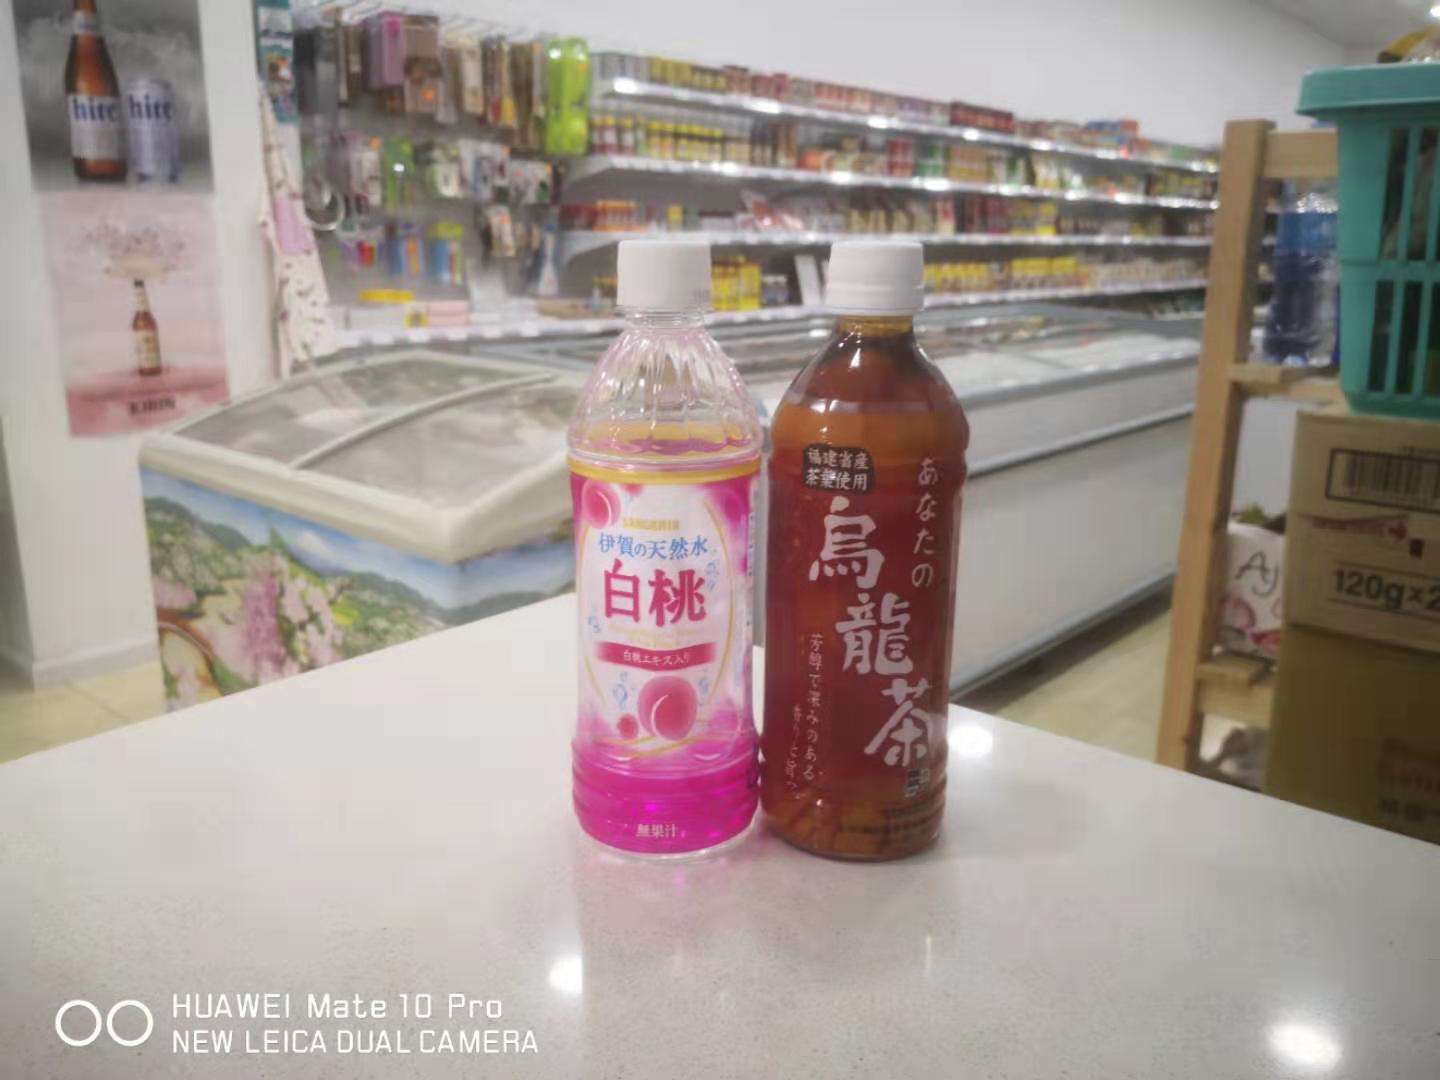 hite
hite
KIRIN
SANGARIA
伊賀の天然水
白桃
白桃エキス入り
無果汁
福建省産
茶葉使用
あなたの
烏龍茶
芳醇で深みのある
香りと旨み
120g×2
HUAWEI Mate 10 Pro
NEW LEICA DUAL CAMERA